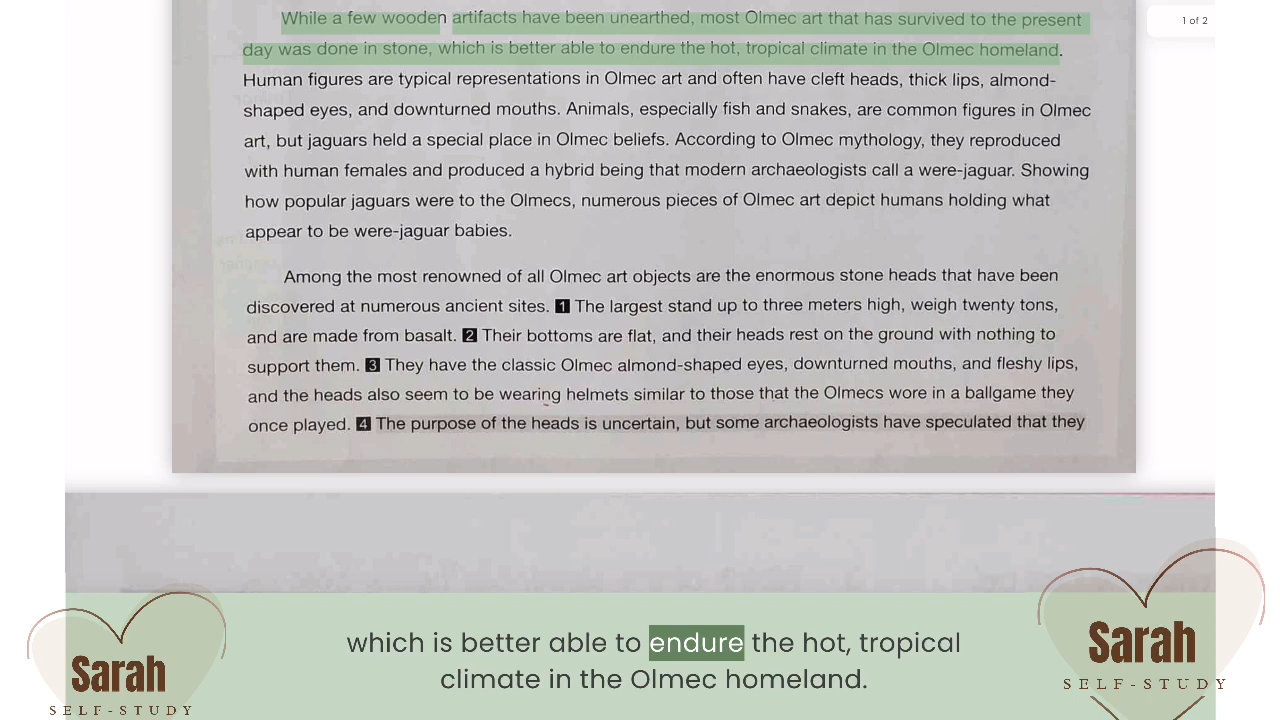 While a few wooden artifacts have been unearthed, most Olmec art that has survived to the present
1 of 2
day was done in stone, which is better able to endure the hot, tropical climate in the Olmec homeland.
Human figures are typical representations in Olmec art and often have cleft heads, thick lips, almond-
shaped eyes, and downturned mouths. Animals, especially fish and snakes, are common figures in Olmec
art, but jaguars held a special place in Olmec beliefs. According to Olmec mythology, they reproduced
with human females and produced a hybrid being that modern archaeologists call a were-jaguar. Showing
how popular jaguars were to the Olmecs, numerous pieces of Olmec art depict humans holding what
appear to be were-jaguar babies.
Among the most renowned of all Olmec art objects are the enormous stone heads that have been
discovered at numerous ancient sites. 1 The largest stand up to three meters high, weigh twenty tons,
and are made from basalt. 2 Their bottoms are flat, and their heads rest on the ground with nothing to
support them. 3 They have the classic Olmec almond-shaped eyes, downturned mouths, and fleshy lips,
and the heads also seem to be wearing helmets similar to those that the Olmecs wore in a ballgame they
once played. 4 The purpose of the heads is uncertain, but some archaeologists have speculated that they
which is better able to endure the hot, tropical
climate in the Olmec homeland.
Sarah
SELF-STUDY
Sarah
SELF-STUDY